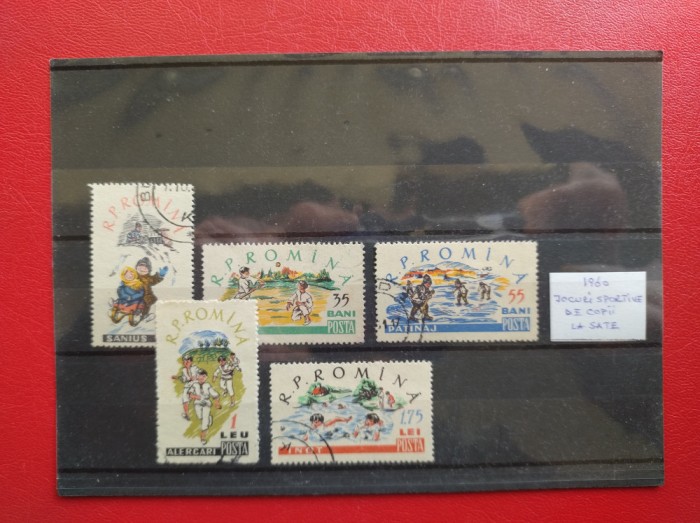 R.P.ROMINA
SANIUS
R.P.ROMINA
35
BANI
POSTA
R.P.ROMINA
55
BANI
PATINAJ
POSTA
R.P.ROMINA
1
LEU
ALERGARI
POSTA
R.P.ROMINA
1.75
LEI
INOT
POSTA
1960
JOCURI SPORTIVE
DE COPII
LA SATE